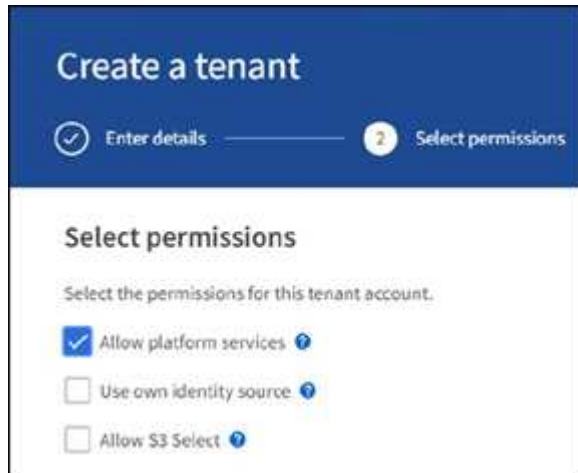 Create a tenant
Enter details
2 Select permissions
Select permissions
Select the permissions for this tenant account.
Allow platform services ?
Use own identity source ?
Allow S3 Select ?